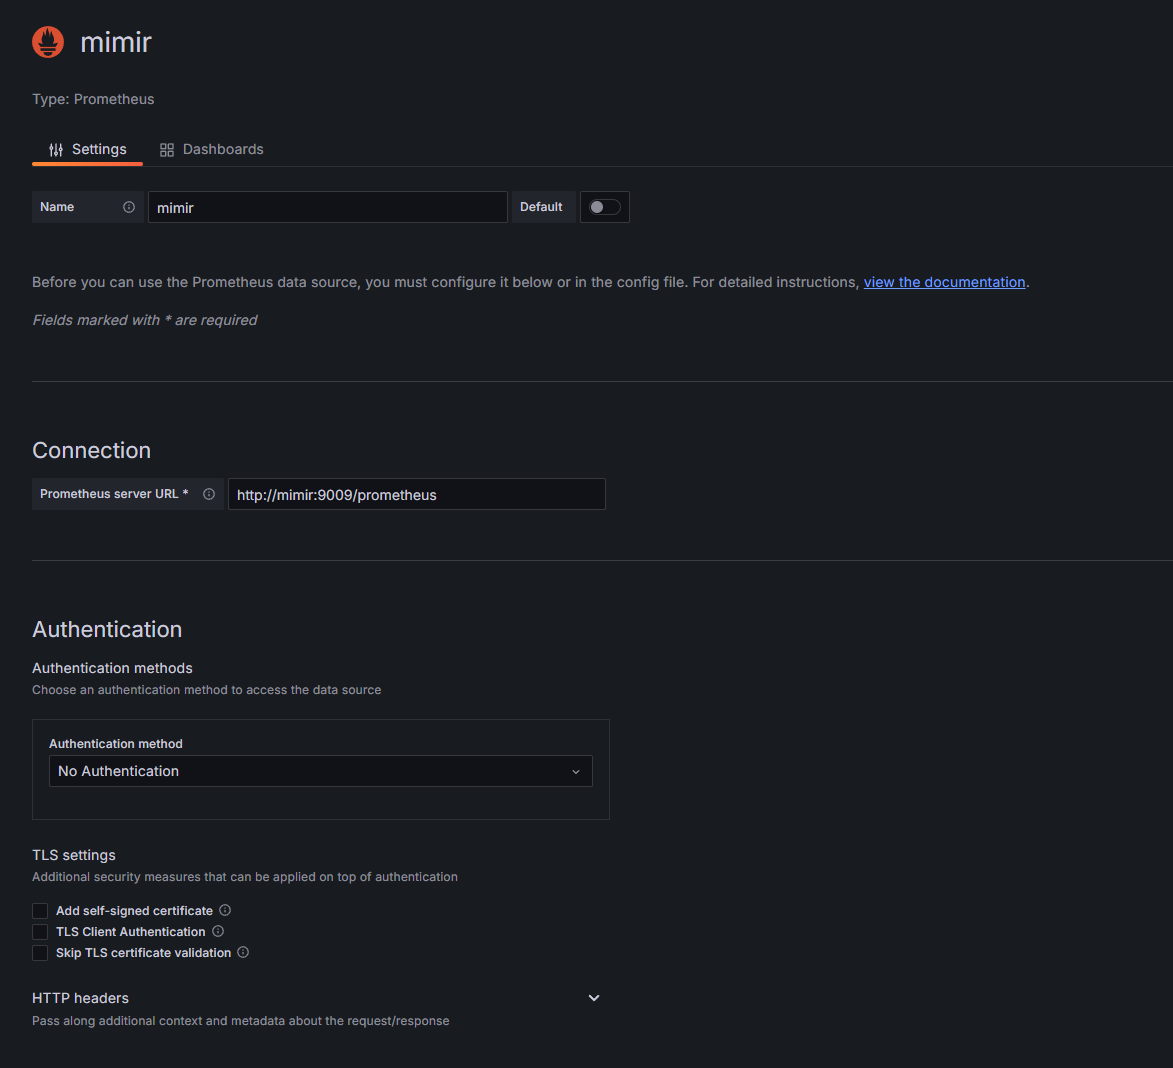 mimir
Type: Prometheus
Settings Dashboards
Name mimir Default
Before you can use the Prometheus data source, you must configure it below or in the config file. For detailed instructions, view the documentation.
Fields marked with * are required
Connection
Prometheus server URL * http://mimir:9009/prometheus
Authentication
Authentication methods
Choose an authentication method to access the data source
Authentication method
No Authentication
TLS settings
Additional security measures that can be applied on top of authentication
Add self-signed certificate
TLS Client Authentication
Skip TLS certificate validation
HTTP headers
Pass along additional context and metadata about the request/response